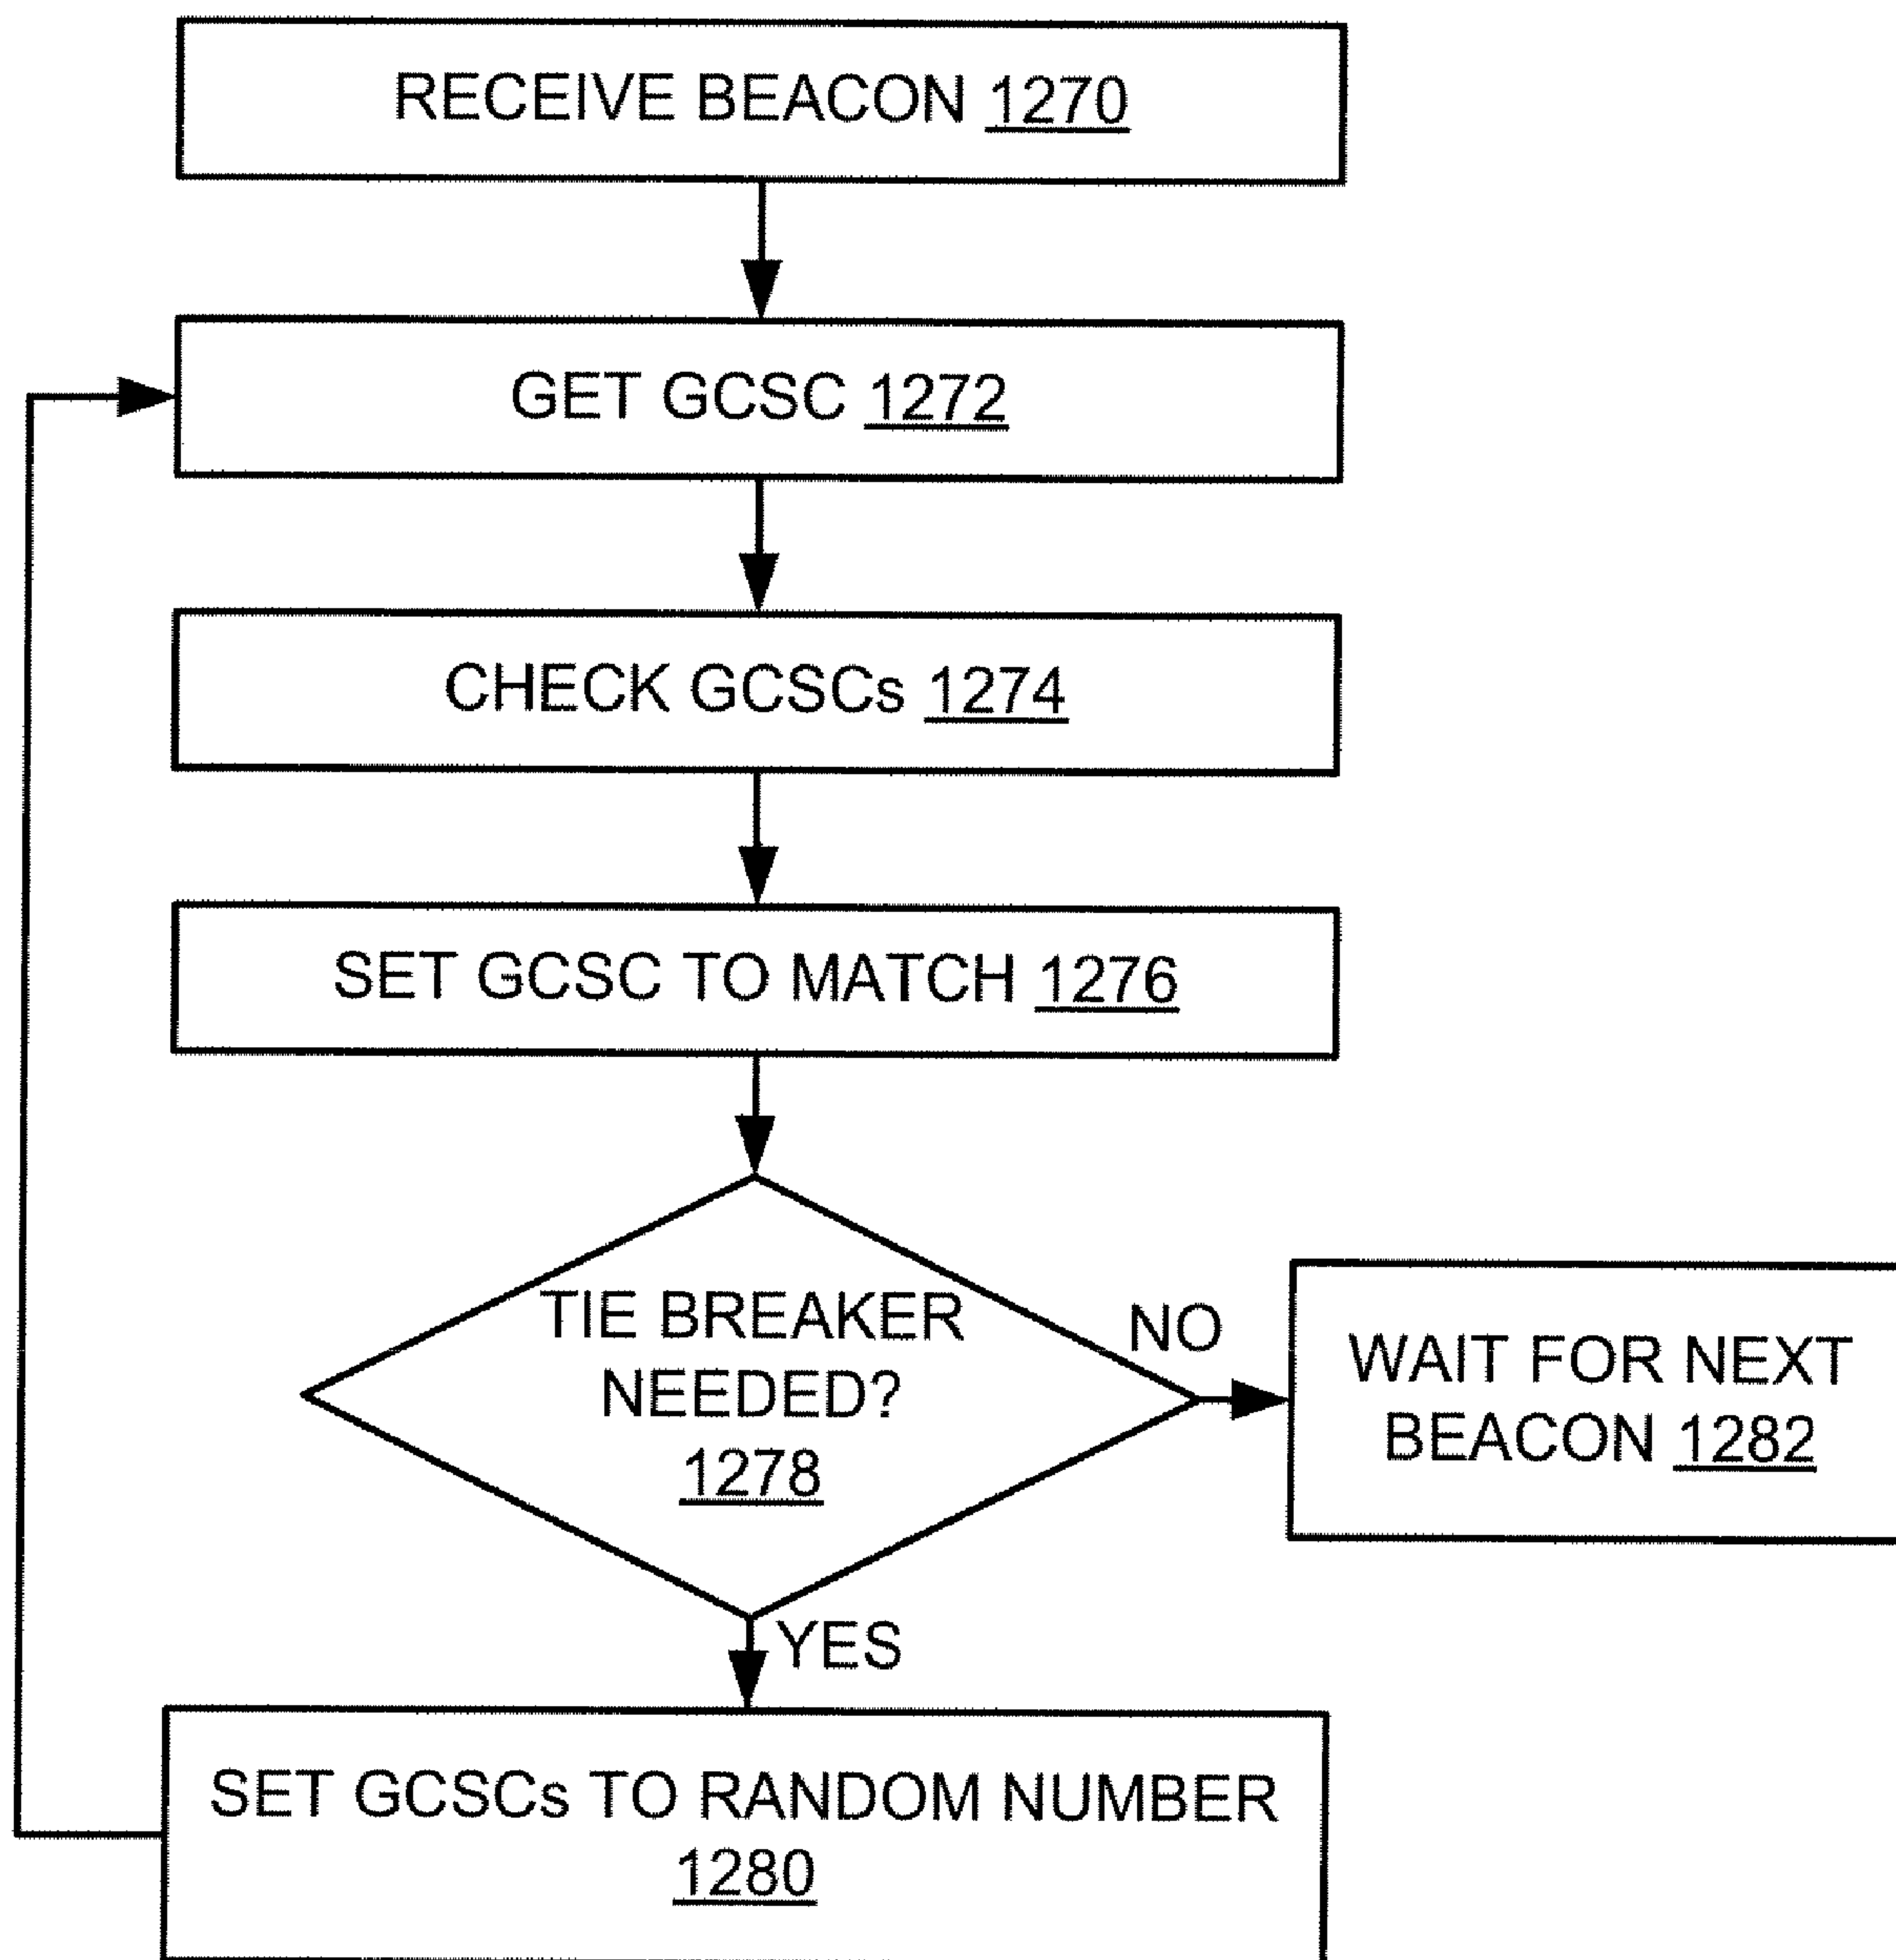 RECEIVE BEACON 1270
GET GCSC 1272
CHECK GCSCs 1274
SET GCSC TO MATCH 1276
TIE BREAKER
NEEDED?
1278
NO
WAIT FOR NEXT
BEACON 1282
YES
SET GCSCs TO RANDOM NUMBER
1280